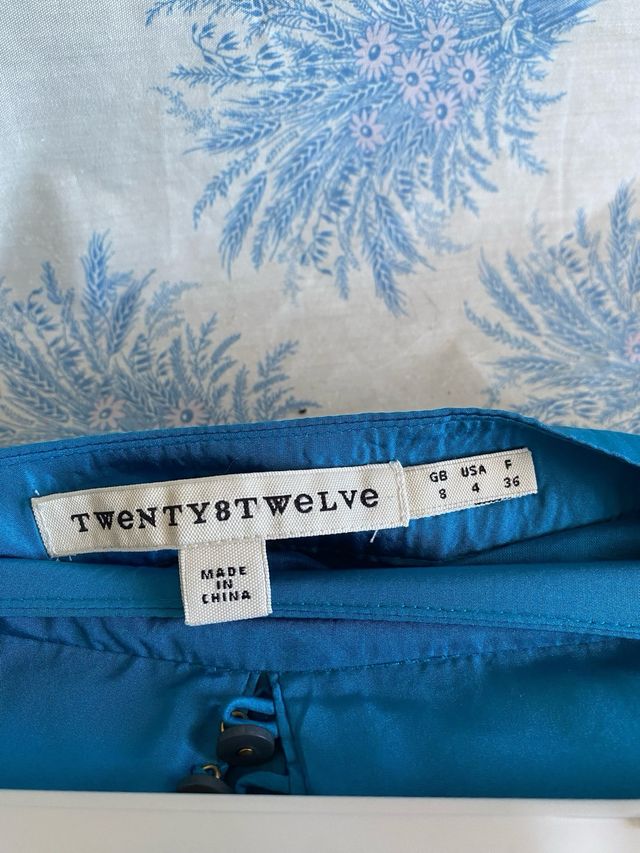 TWeNTY8TWeLVe
GB USA F
8 4 36
MADE
IN
CHINA